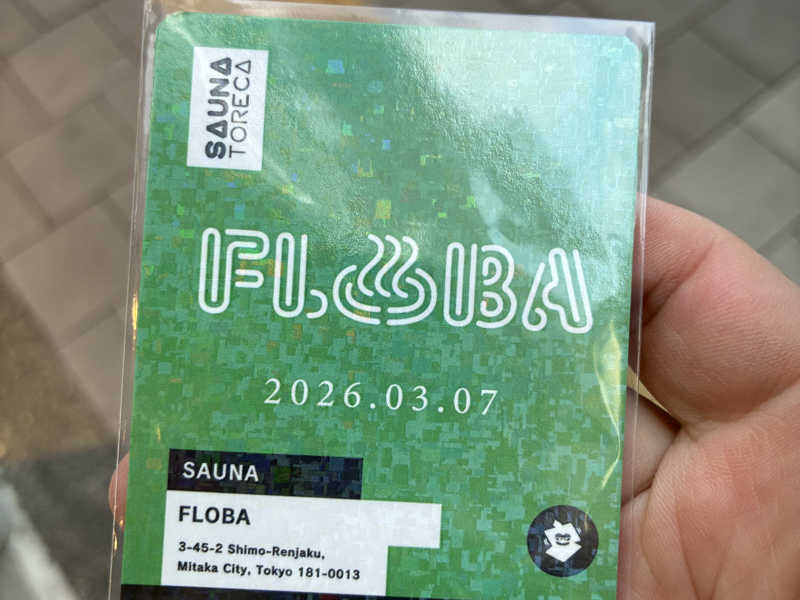 SAUNA
TORECA
FLOBA
2026.03.07
SAUNA
FLOBA
3-45-2 Shimo-Renjaku,
Mitaka City, Tokyo 181-0013